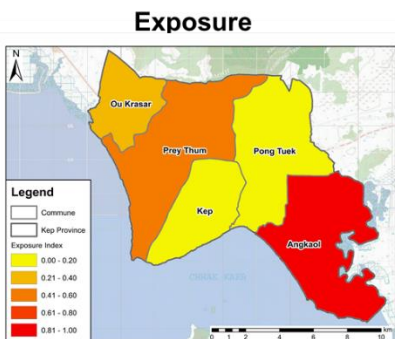 Exposure
N
Ou Krasar
Prey Thum
Pong Tuek
Kep
Angkaol
Legend
Commune
Kep Province
Exposure Index
0.00 - 0.20
0.21 - 0.40
0.41 - 0.60
0.61 - 0.80
0.81 - 1.00
km
0 1 2 4 6 8 10